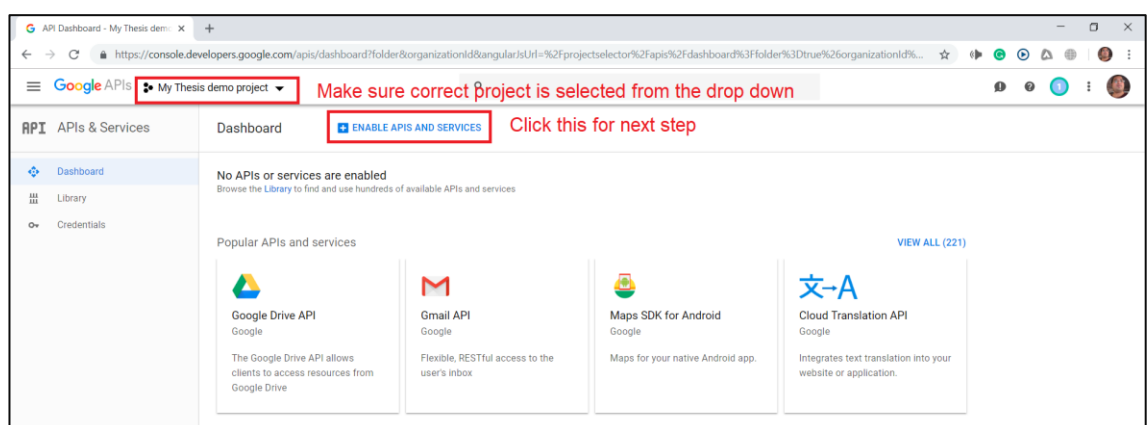 API Dashboard - My Thesis demo
https://console.developers.google.com/apis/dashboard?folder&organizationId&angularJsUrl=%2Fprojectselector%2Fapis%2Fdashboard%3Ffolder%3Dtrue%26organizationId%...
Google APIs My Thesis demo project Make sure correct project is selected from the drop down
1
API APIs & Services
Dashboard ENABLE APIS AND SERVICES Click this for next step
Dashboard
Library
Credentials
No APIs or services are enabled
Browse the Library to find and use hundreds of available APIs and services
Popular APIs and services VIEW ALL (221)
Google Drive API
Google
The Google Drive API allows
clients to access resources from
Google Drive
Gmail API
Google
Flexible, RESTful access to the
user's inbox
Maps SDK for Android
Google
Maps for your native Android app.
文→A
Cloud Translation API
Google
Integrates text translation into your
website or application.